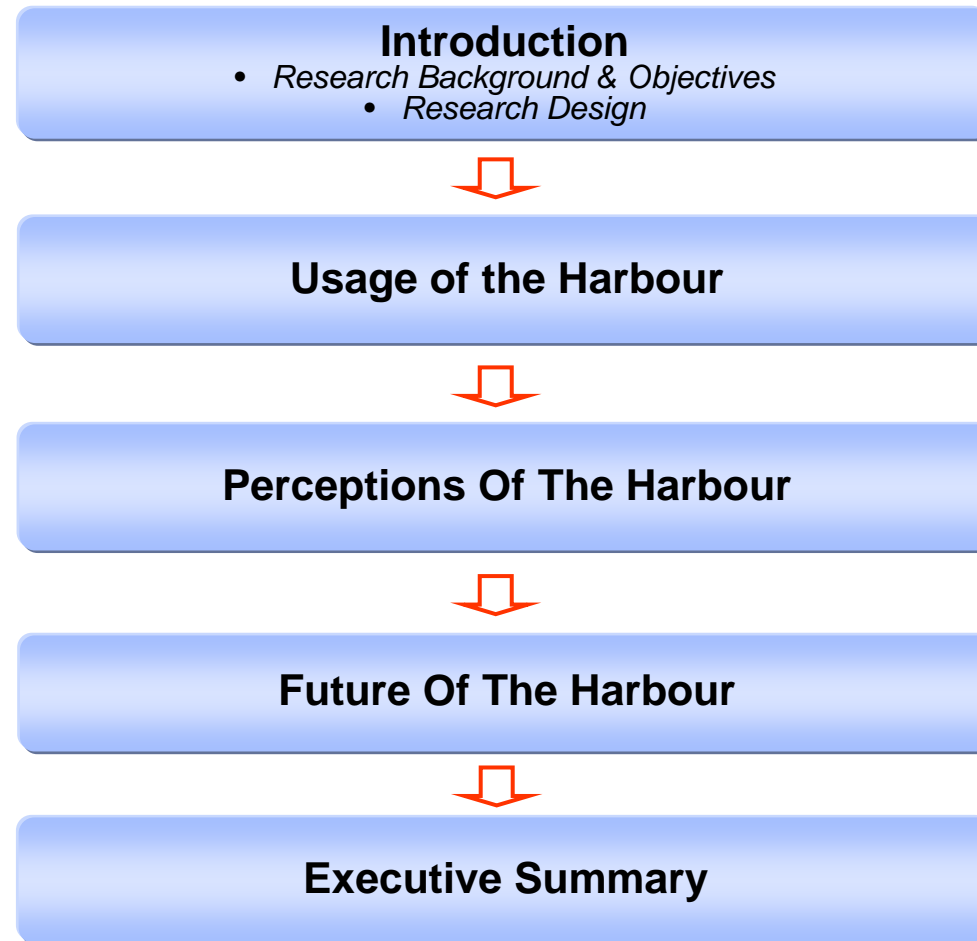 Introduction
• Research Background & Objectives
• Research Design
Usage of the Harbour
Perceptions Of The Harbour
Future Of The Harbour
Executive Summary